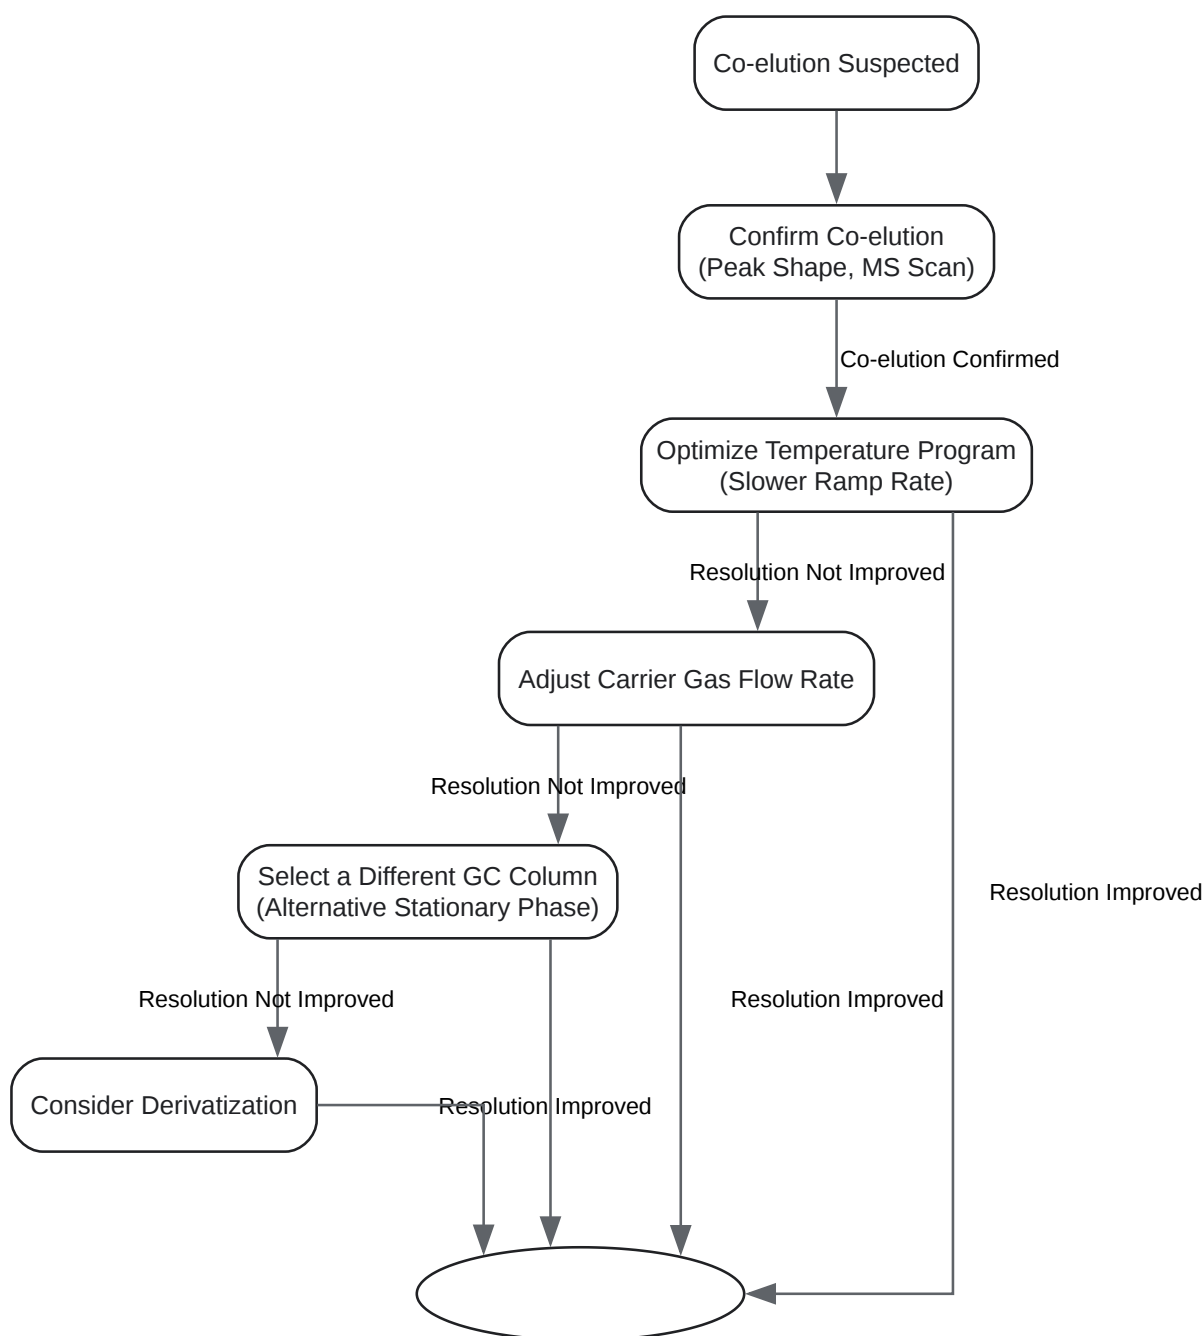 Co-elution Suspected
Confirm Co-elution
(Peak Shape, MS Scan)
Co-elution Confirmed
Optimize Temperature Program
(Slower Ramp Rate)
Resolution Not Improved
Adjust Carrier Gas Flow Rate
Resolution Not Improved
Select a Different GC Column
(Alternative Stationary Phase)
Resolution Improved
Resolution Not Improved
Resolution Improved
Consider Derivatization
Resolution Improved